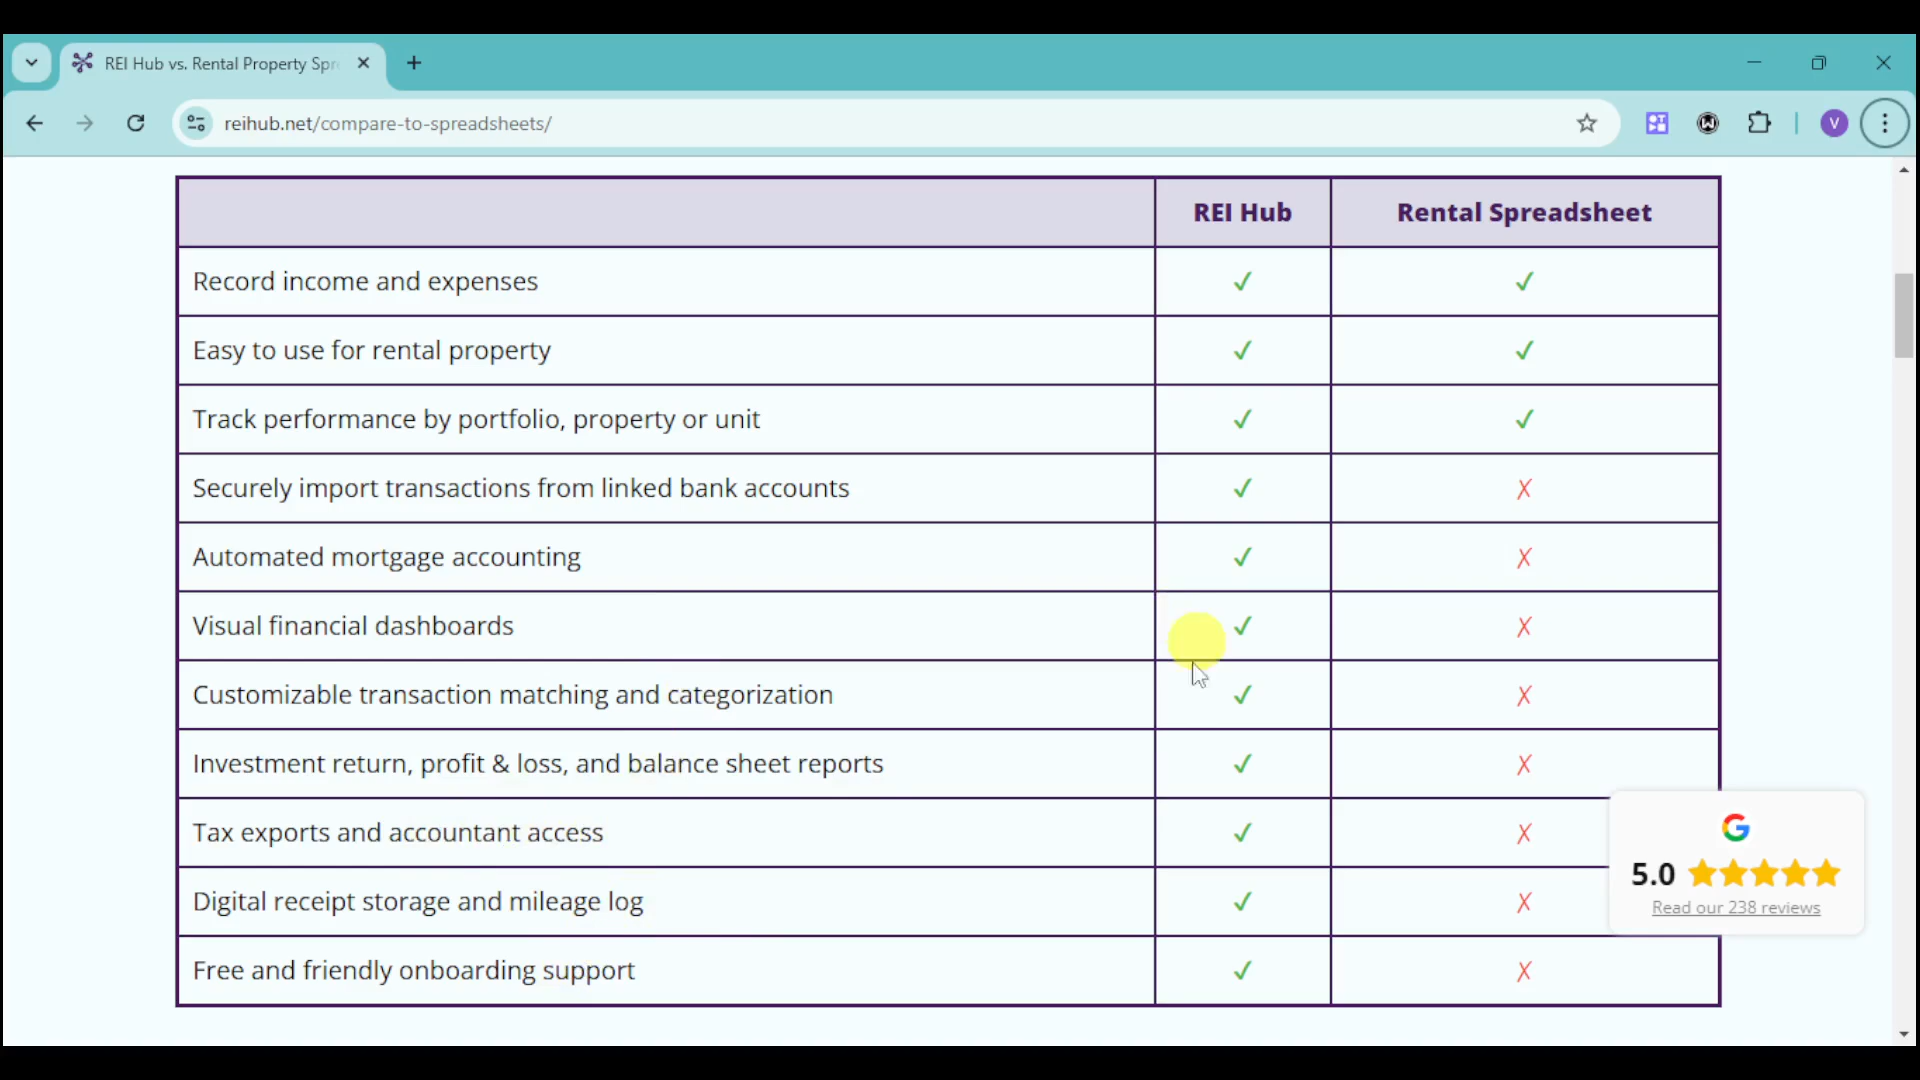 REI Hub vs. Rental Property Spr
reihub.net/compare-to-spreadsheets/
V
REI Hub Rental Spreadsheet
Record income and expenses ✓ ✓
Easy to use for rental property ✓ ✓
Track performance by portfolio, property or unit ✓ ✓
Securely import transactions from linked bank accounts ✓ ✗
Automated mortgage accounting ✓ ✗
Visual financial dashboards ✓ ✗
Customizable transaction matching and categorization ✓ ✗
Investment return, profit & loss, and balance sheet reports ✓ ✗
Tax exports and accountant access ✓ ✗
Digital receipt storage and mileage log ✓ ✗
Free and friendly onboarding support ✓ ✗
G
5.0
Read our 238 reviews